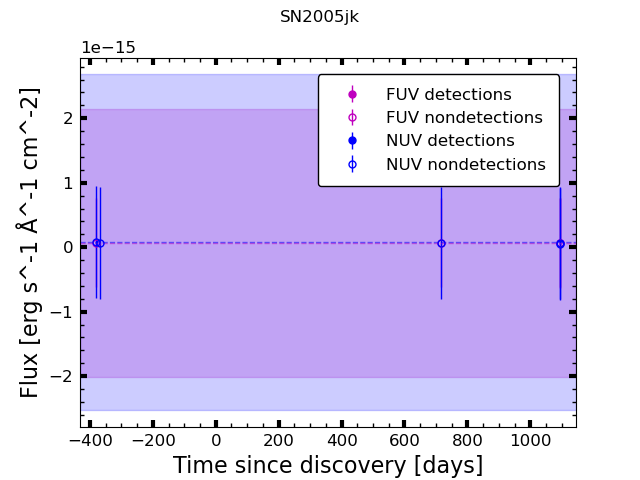 SN2005jk
1e−15
FUV detections
FUV nondetections
NUV detections
NUV nondetections
2
1
0
−1
−2
Flux [erg s^-1 Å^-1 cm^-2]
−400 −200 0 200 400 600 800 1000
Time since discovery [days]